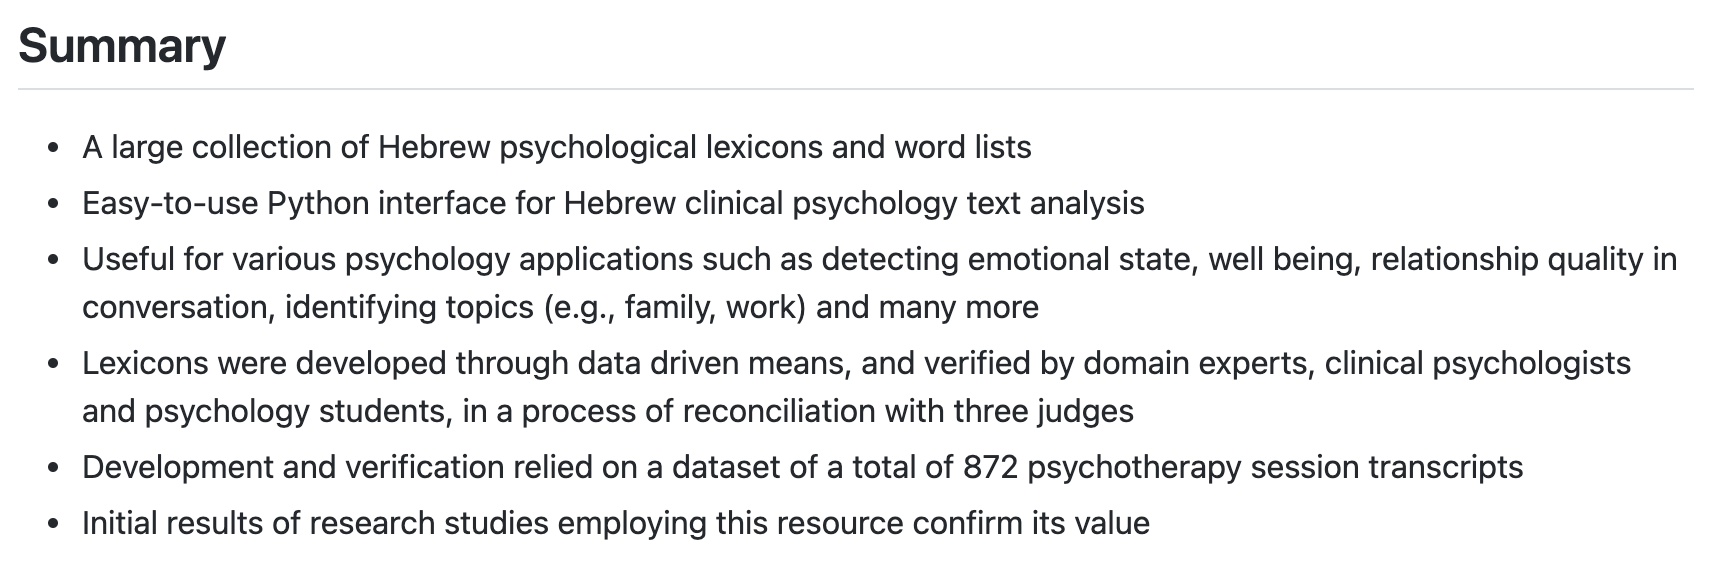 Summary
• A large collection of Hebrew psychological lexicons and word lists
• Easy-to-use Python interface for Hebrew clinical psychology text analysis
• Useful for various psychology applications such as detecting emotional state, well being, relationship quality in
conversation, identifying topics (e.g., family, work) and many more
• Lexicons were developed through data driven means, and verified by domain experts, clinical psychologists
and psychology students, in a process of reconciliation with three judges
• Development and verification relied on a dataset of a total of 872 psychotherapy session transcripts
• Initial results of research studies employing this resource confirm its value